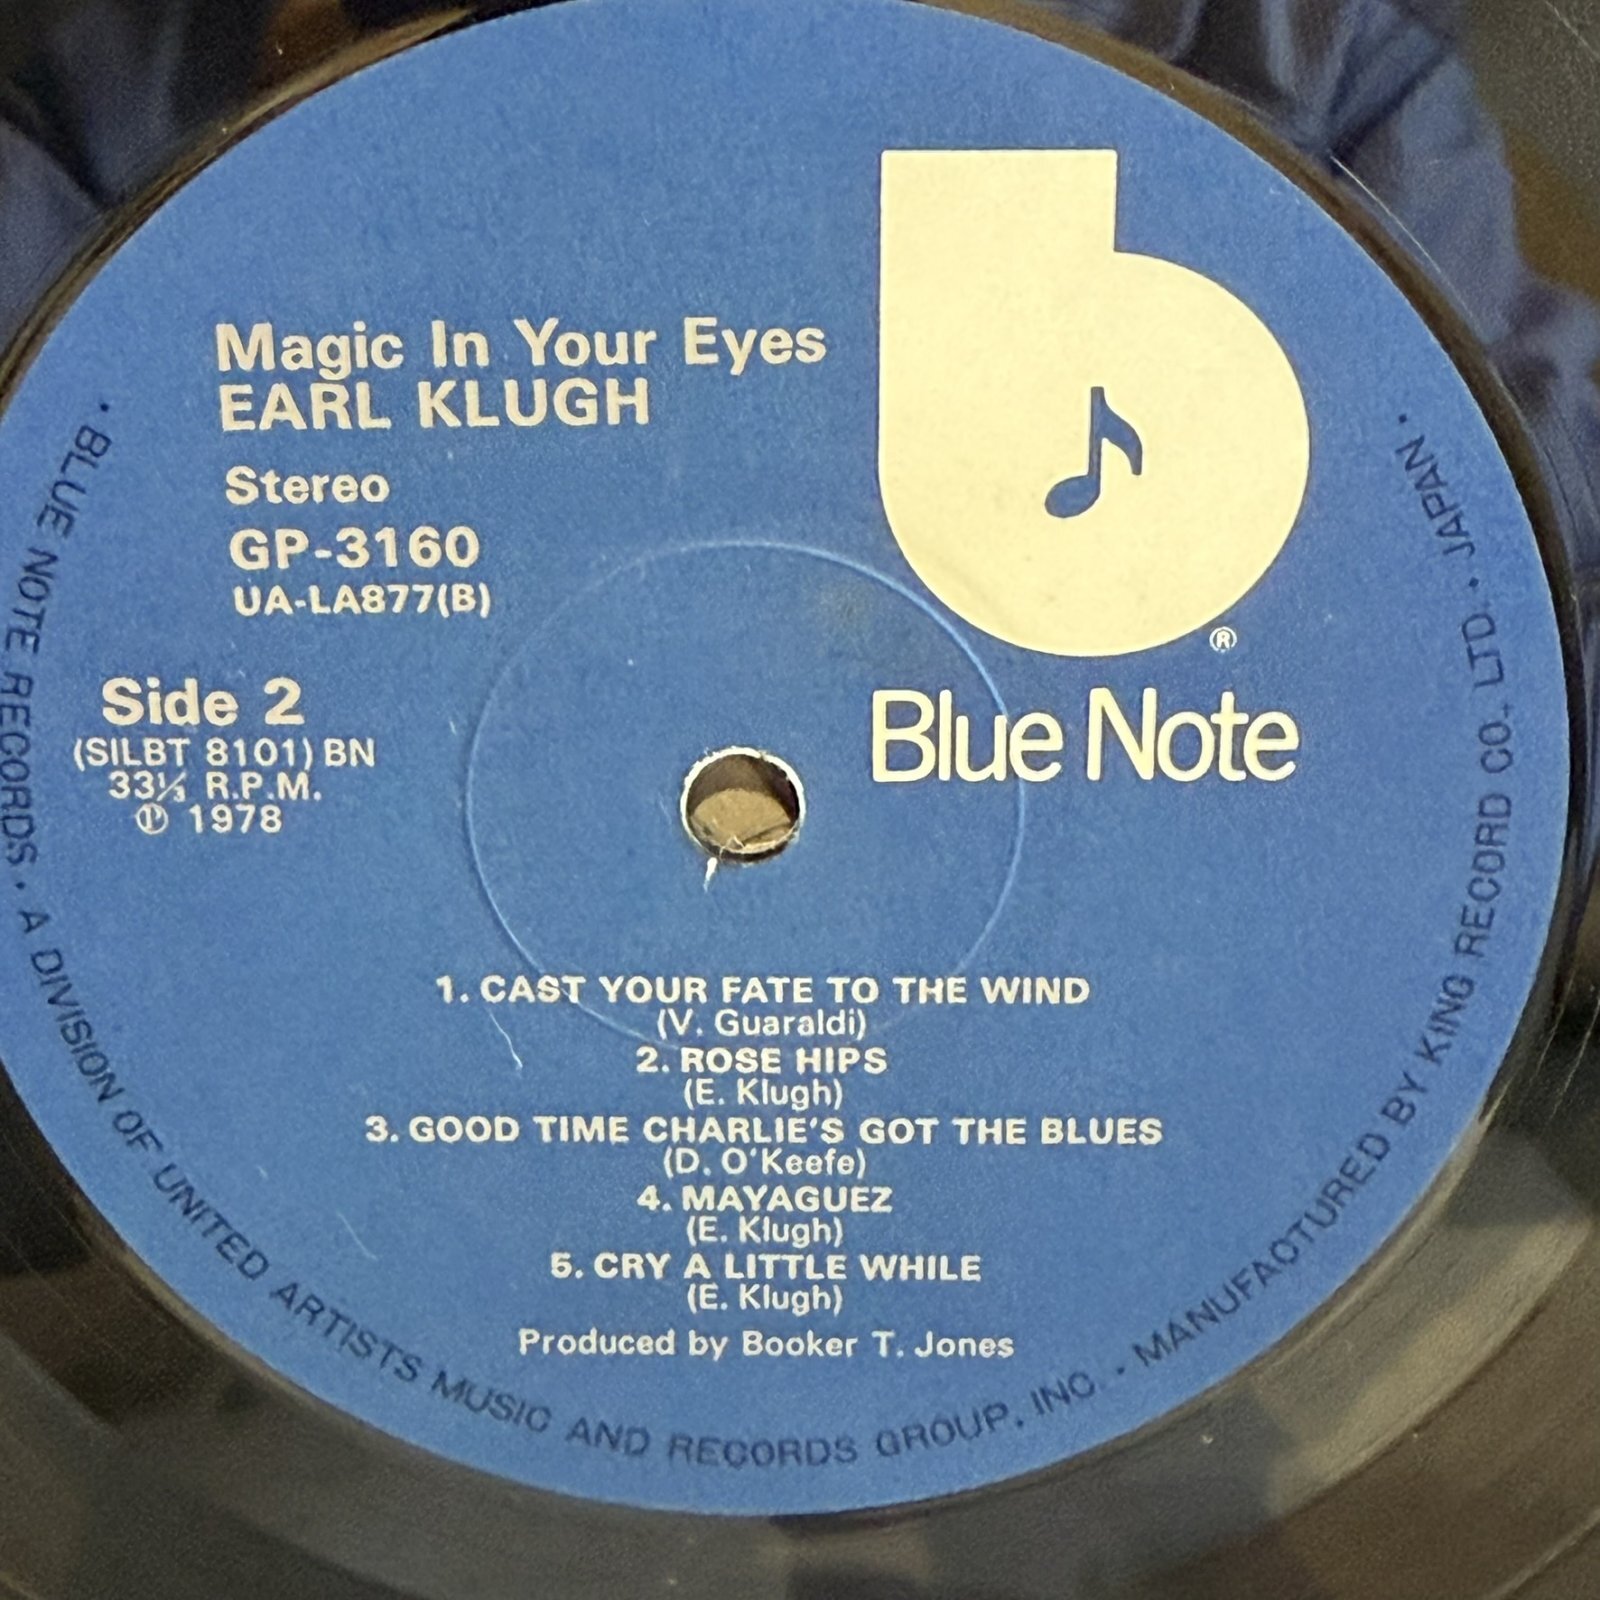 Magic In Your Eyes
EARL KLUGH
Stereo
GP-3160
UA-LA877(B)
Side 2
(SILBT 8101) BN
33⅓ R.P.M.
℗ 1978
®
Blue Note
1. CAST YOUR FATE TO THE WIND
(V. Guaraldi)
2. ROSE HIPS
(E. Klugh)
3. GOOD TIME CHARLIE'S GOT THE BLUES
(D. O'Keefe)
4. MAYAGUEZ
(E. Klugh)
5. CRY A LITTLE WHILE
(E. Klugh)
Produced by Booker T. Jones
• BLUE NOTE RECORDS • A DIVISION OF UNITED ARTISTS MUSIC AND RECORDS GROUP, INC. • MANUFACTURED BY KING RECORD CO., LTD. • JAPAN •